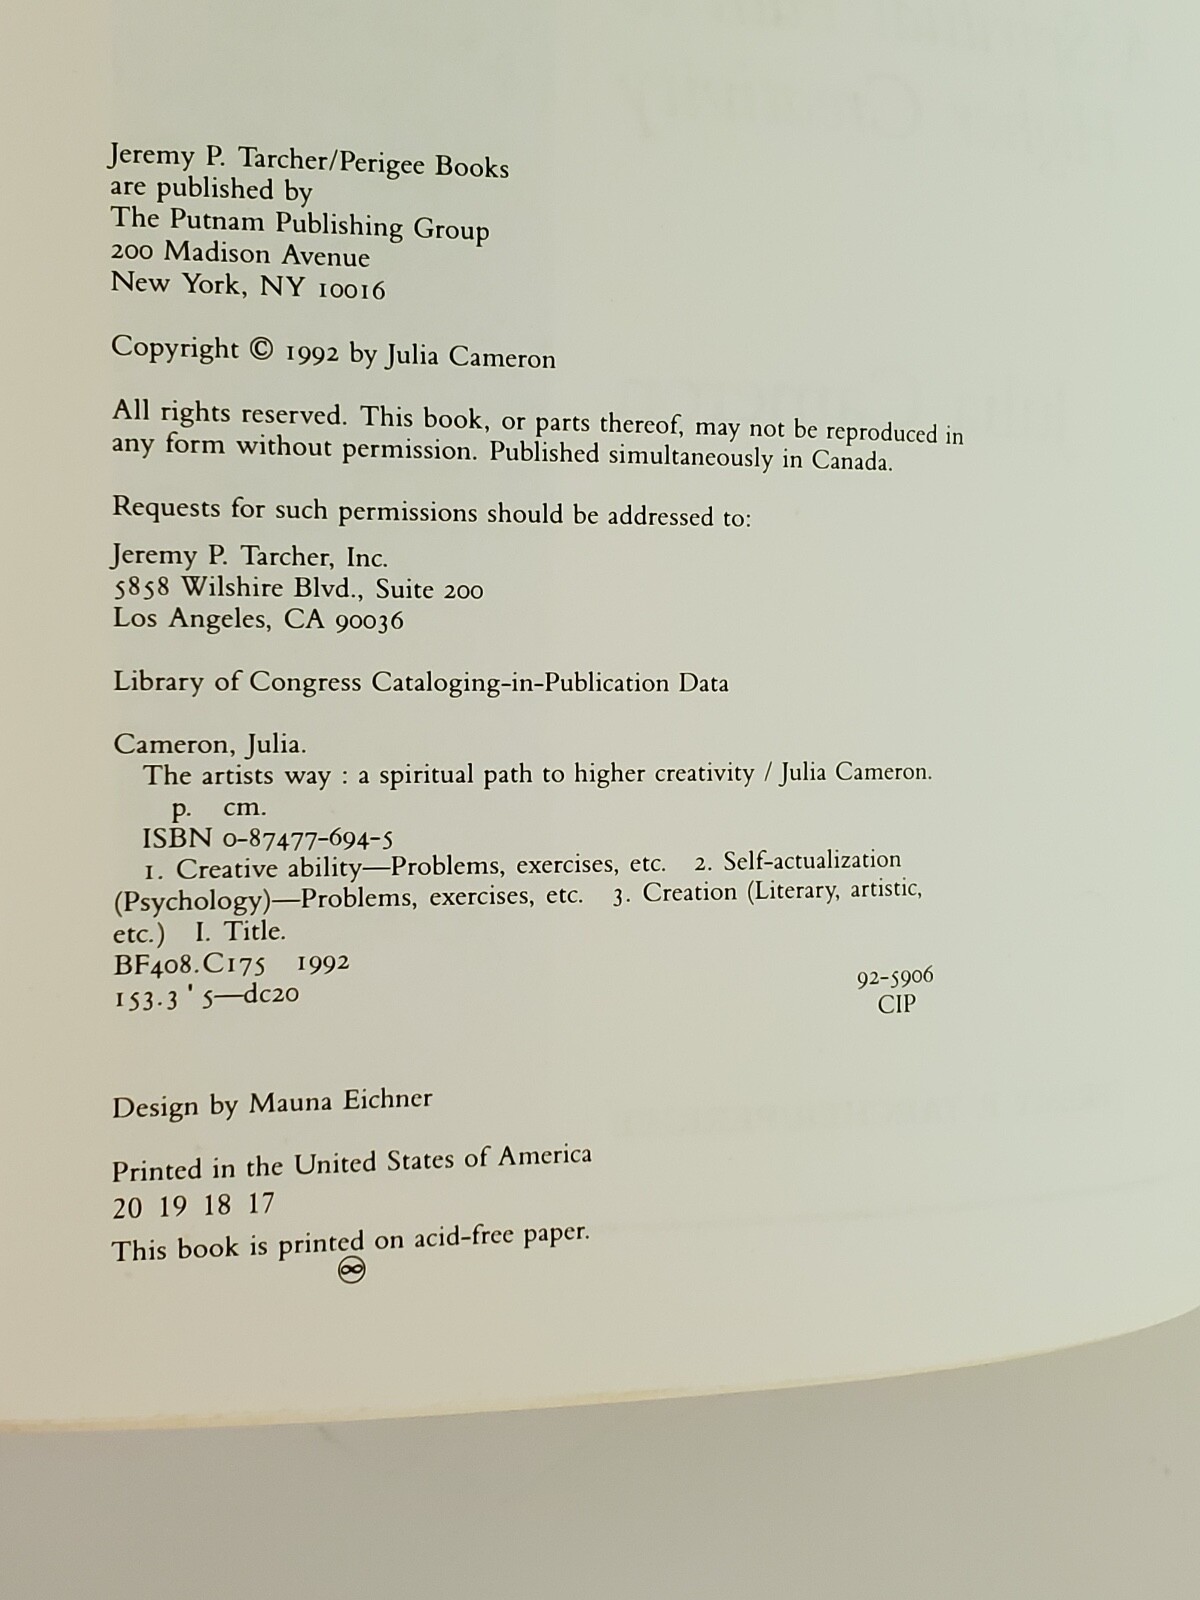 Jeremy P. Tarcher/Perigee Books
are published by
The Putnam Publishing Group
200 Madison Avenue
New York, NY 10016
Copyright © 1992 by Julia Cameron
All rights reserved. This book, or parts thereof, may not be reproduced in
any form without permission. Published simultaneously in Canada.
Requests for such permissions should be addressed to:
Jeremy P. Tarcher, Inc.
5858 Wilshire Blvd., Suite 200
Los Angeles, CA 90036
Library of Congress Cataloging-in-Publication Data
Cameron, Julia.
The artists way : a spiritual path to higher creativity / Julia Cameron.
p. cm.
ISBN 0-87477-694-5
1. Creative ability—Problems, exercises, etc. 2. Self-actualization
(Psychology)—Problems, exercises, etc. 3. Creation (Literary, artistic,
etc.) I. Title.
BF408.C175 1992
153.3 ' 5—dc20
92-5906
CIP
Design by Mauna Eichner
Printed in the United States of America
20 19 18 17
This book is printed on acid-free paper.
♾